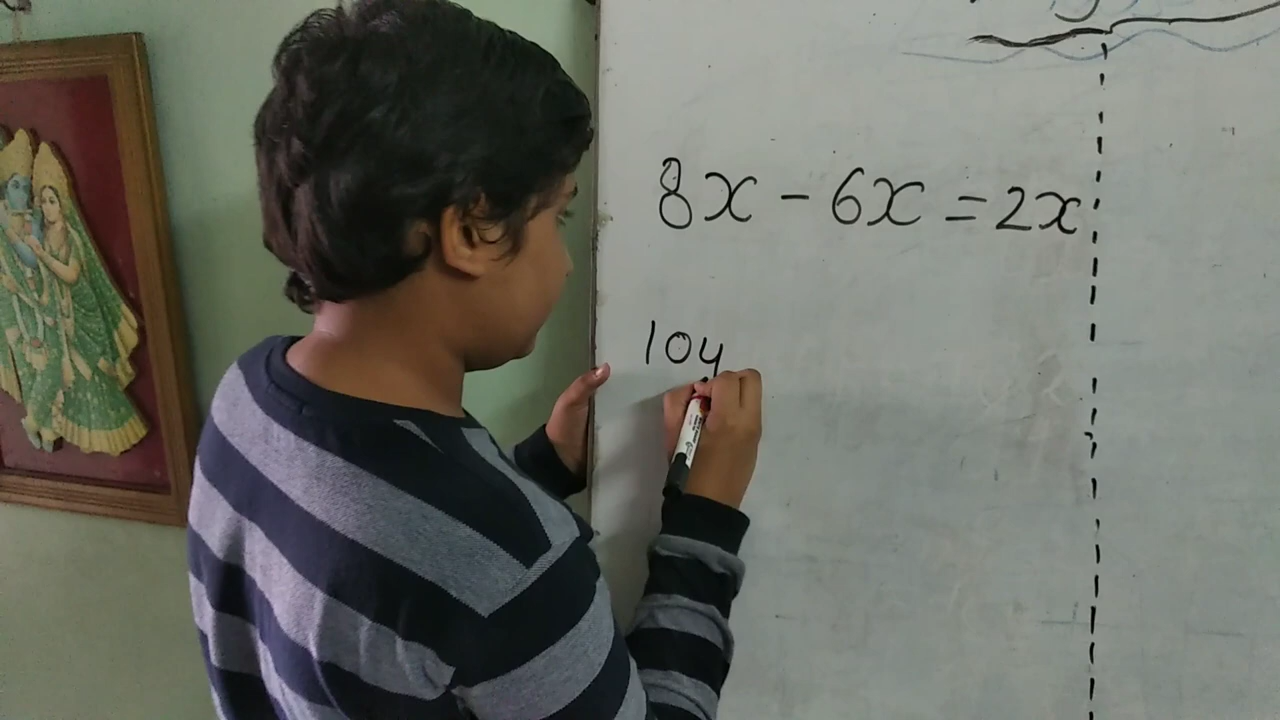 8x - 6x = 2x
10y